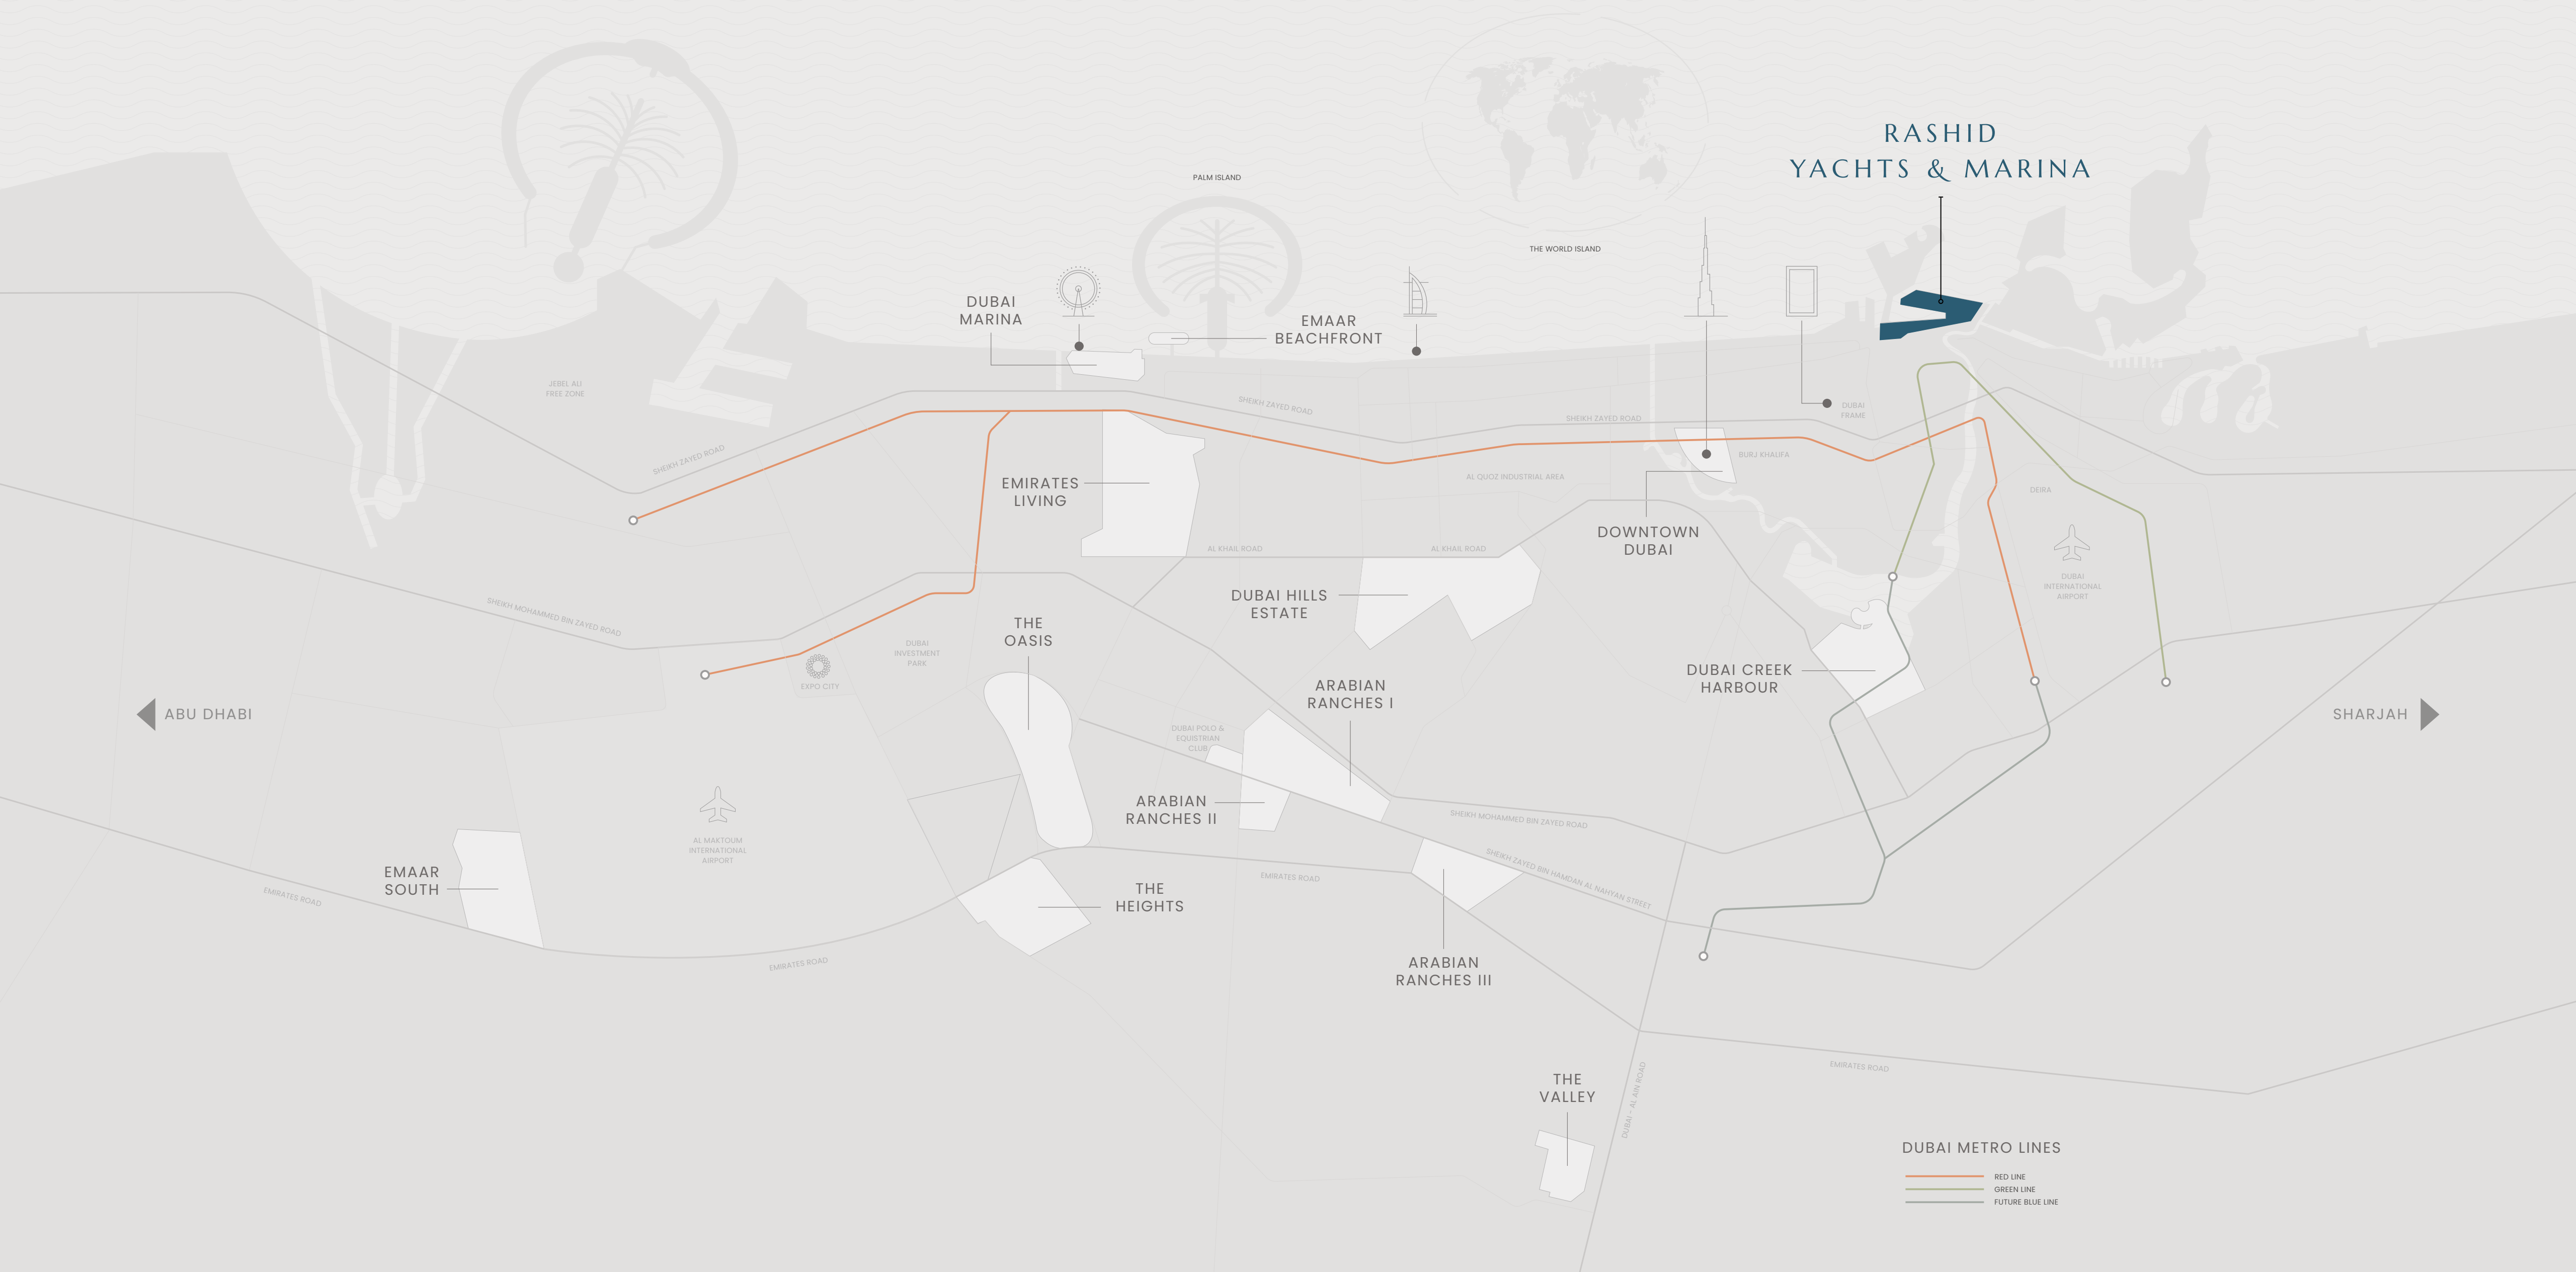 RASHID
YACHTS & MARINA
PALM ISLAND
THE WORLD ISLAND
DUBAI
MARINA
EMAAR
BEACHFRONT
JEBEL ALI
FREE ZONE
SHEIKH ZAYED ROAD
SHEIKH ZAYED ROAD
SHEIKH ZAYED ROAD
DUBAI
FRAME
BURJ KHALIFA
AL QUOZ INDUSTRIAL AREA
EMIRATES
LIVING
DEIRA
DOWNTOWN
DUBAI
AL KHAIL ROAD
AL KHAIL ROAD
DUBAI
INTERNATIONAL
AIRPORT
DUBAI HILLS
ESTATE
SHEIKH MOHAMMED BIN ZAYED ROAD
THE
OASIS
DUBAI
INVESTMENT
PARK
EXPO CITY
DUBAI CREEK
HARBOUR
ARABIAN
RANCHES I
ABU DHABI
SHARJAH
DUBAI POLO &
EQUISTRIAN
CLUB
ARABIAN
RANCHES II
SHEIKH MOHAMMED BIN ZAYED ROAD
AL MAKTOUM
INTERNATIONAL
AIRPORT
SHEIKH ZAYED BIN HAMDAN AL NAHYAN STREET
EMAAR
SOUTH
EMIRATES ROAD
EMIRATES ROAD
THE
HEIGHTS
EMIRATES ROAD
ARABIAN
RANCHES III
EMIRATES ROAD
THE
VALLEY
DUBAI - AL AIN ROAD
DUBAI METRO LINES
RED LINE
GREEN LINE
FUTURE BLUE LINE